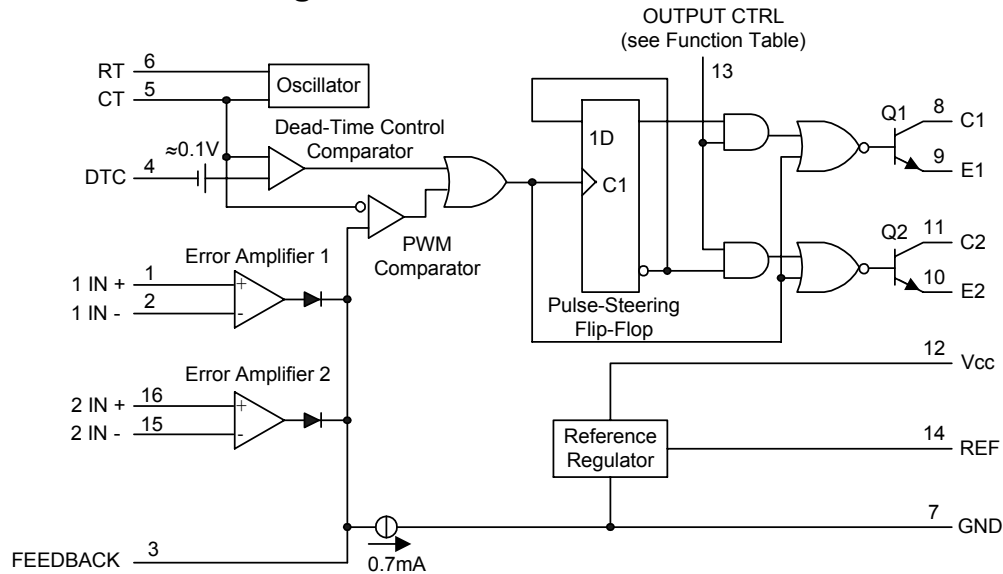 OUTPUT CTRL
(see Function Table)
13
RT 6
CT 5
Oscillator
Dead-Time Control
Comparator
≈0.1V
DTC 4
1D
C1
Q1
8 C1
9 E1
PWM
Comparator
Q2
11 C2
10 E2
Pulse-Steering
Flip-Flop
Error Amplifier 1
1 IN + 1
1 IN - 2
+
-
Error Amplifier 2
2 IN + 16
2 IN - 15
+
-
12 Vcc
Reference
Regulator
14 REF
7 GND
0.7mA
FEEDBACK 3